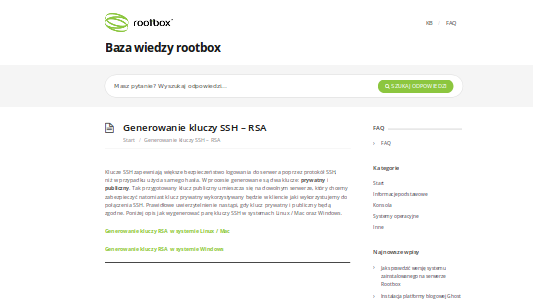 rootbox
KB / FAQ
Baza wiedzy rootbox
Masz pytanie? Wyszukaj odpowiedzi...
SZUKAJ ODPOWIEDZI
Generowanie kluczy SSH – RSA
Start / Generowanie kluczy SSH – RSA
Klucze SSH zapewniają większe bezpieczeństwo logowania do serwera poprzez protokół SSH,
niż w przypadku użycia samego hasła. W procesie generowane są dwa klucze: prywatny i
publiczny. Tak przygotowany klucz publiczny umieszcza się na dowolnym serwerze, który chcemy
zabezpieczyć natomiast klucz prywatny wykorzystywany będzie w kliencie jaki wykorzystujemy do
połączenia SSH. Prawidłowe uwierzytelnienie nastąpi, gdy klucz prywatny i publiczny będą
zgodne. Poniżej opis jak wygenerować parę kluczy SSH w systemach Linux / Mac oraz Windows.
Generowanie kluczy RSA w systemie Linux / Mac
Generowanie kluczy RSA w systemie Windows
FAQ
FAQ
Kategorie
Start
Informacje podstawowe
Konsola
Systemy operacyjne
Inne
Najnowsze wpisy
Jak sprawdzić wersję systemu
zainstalowanego na serwerze
Rootbox
Instalacja platformy blogowej Ghost